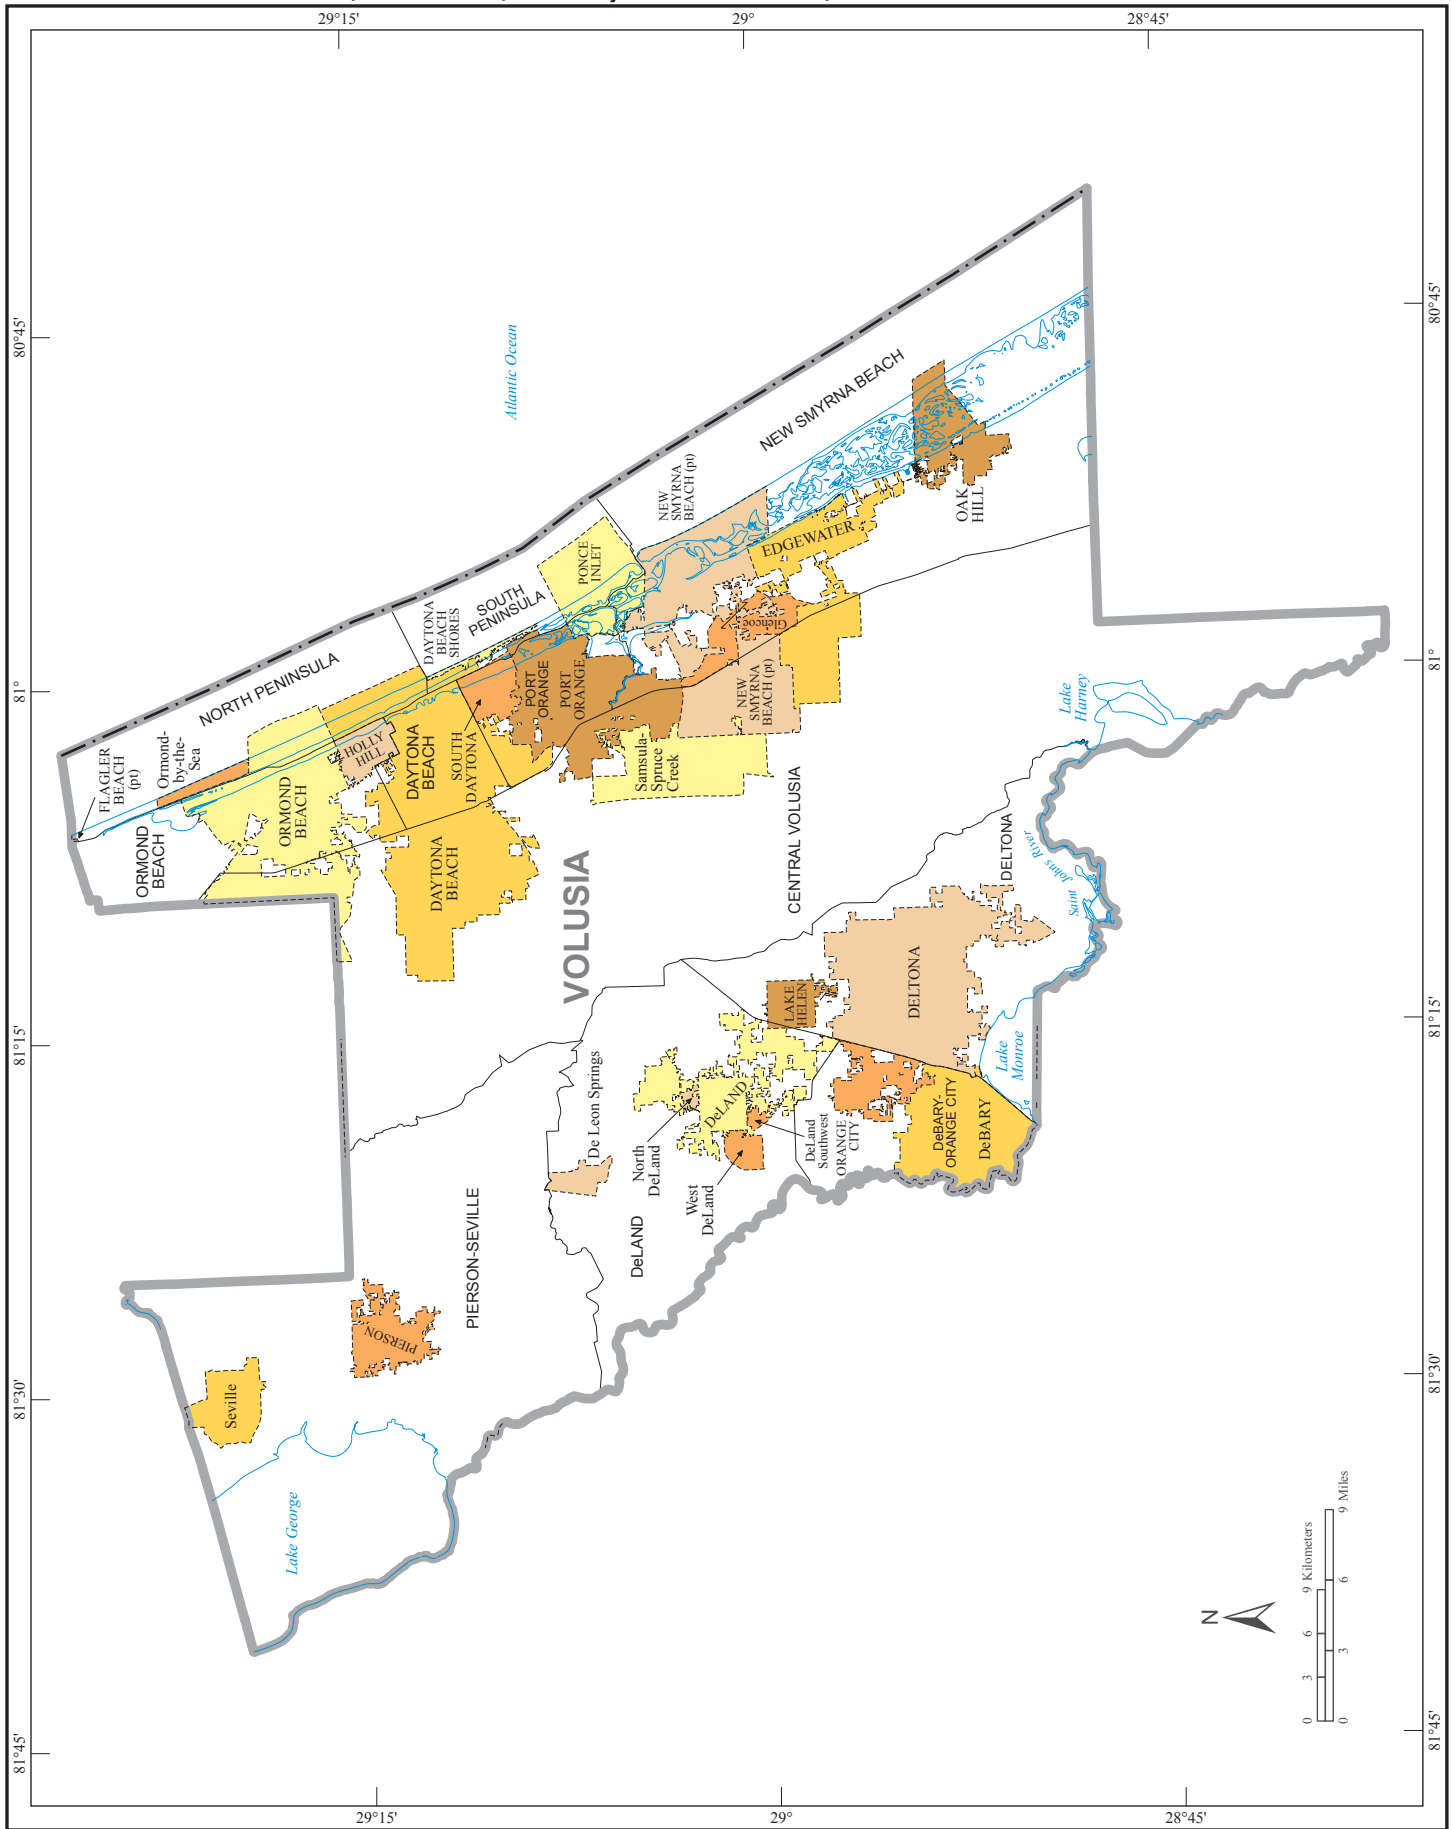 29°15'
29°
28°45'
80°45'
81°
81°15'
81°30'
81°45'
80°45'
81°
81°15'
81°30'
81°45'
29°15'
29°
28°45'
Atlantic Ocean
NORTH PENINSULA
FLAGLER
BEACH
(pt)
Ormond-
by-the-
Sea
ORMOND
BEACH
ORMOND
BEACH
HOLLY
HILL
DAYTONA
BEACH
DAYTONA
BEACH
SOUTH
DAYTONA
DAYTONA
BEACH
SHORES
SOUTH
PENINSULA
PONCE
INLET
PORT
ORANGE
PORT
ORANGE
Samsula-
Spruce
Creek
NEW
SMYRNA
BEACH (pt)
NEW SMYRNA BEACH
NEW
SMYRNA
BEACH (pt)
Glencoe
EDGEWATER
OAK
HILL
VOLUSIA
CENTRAL VOLUSIA
Lake
Harney
DELTONA
DELTONA
Saint
Johns
River
LAKE
HELEN
Lake
Monroe
De Leon Springs
North
DeLand
DeLAND
West
DeLand
DeLand
Southwest
ORANGE
CITY
DeBARY-
ORANGE CITY
DeBARY
DeLAND
PIERSON-SEVILLE
PIERSON
Seville
Lake George
N
0 3 6 9 Kilometers
0 3 6 9 Miles